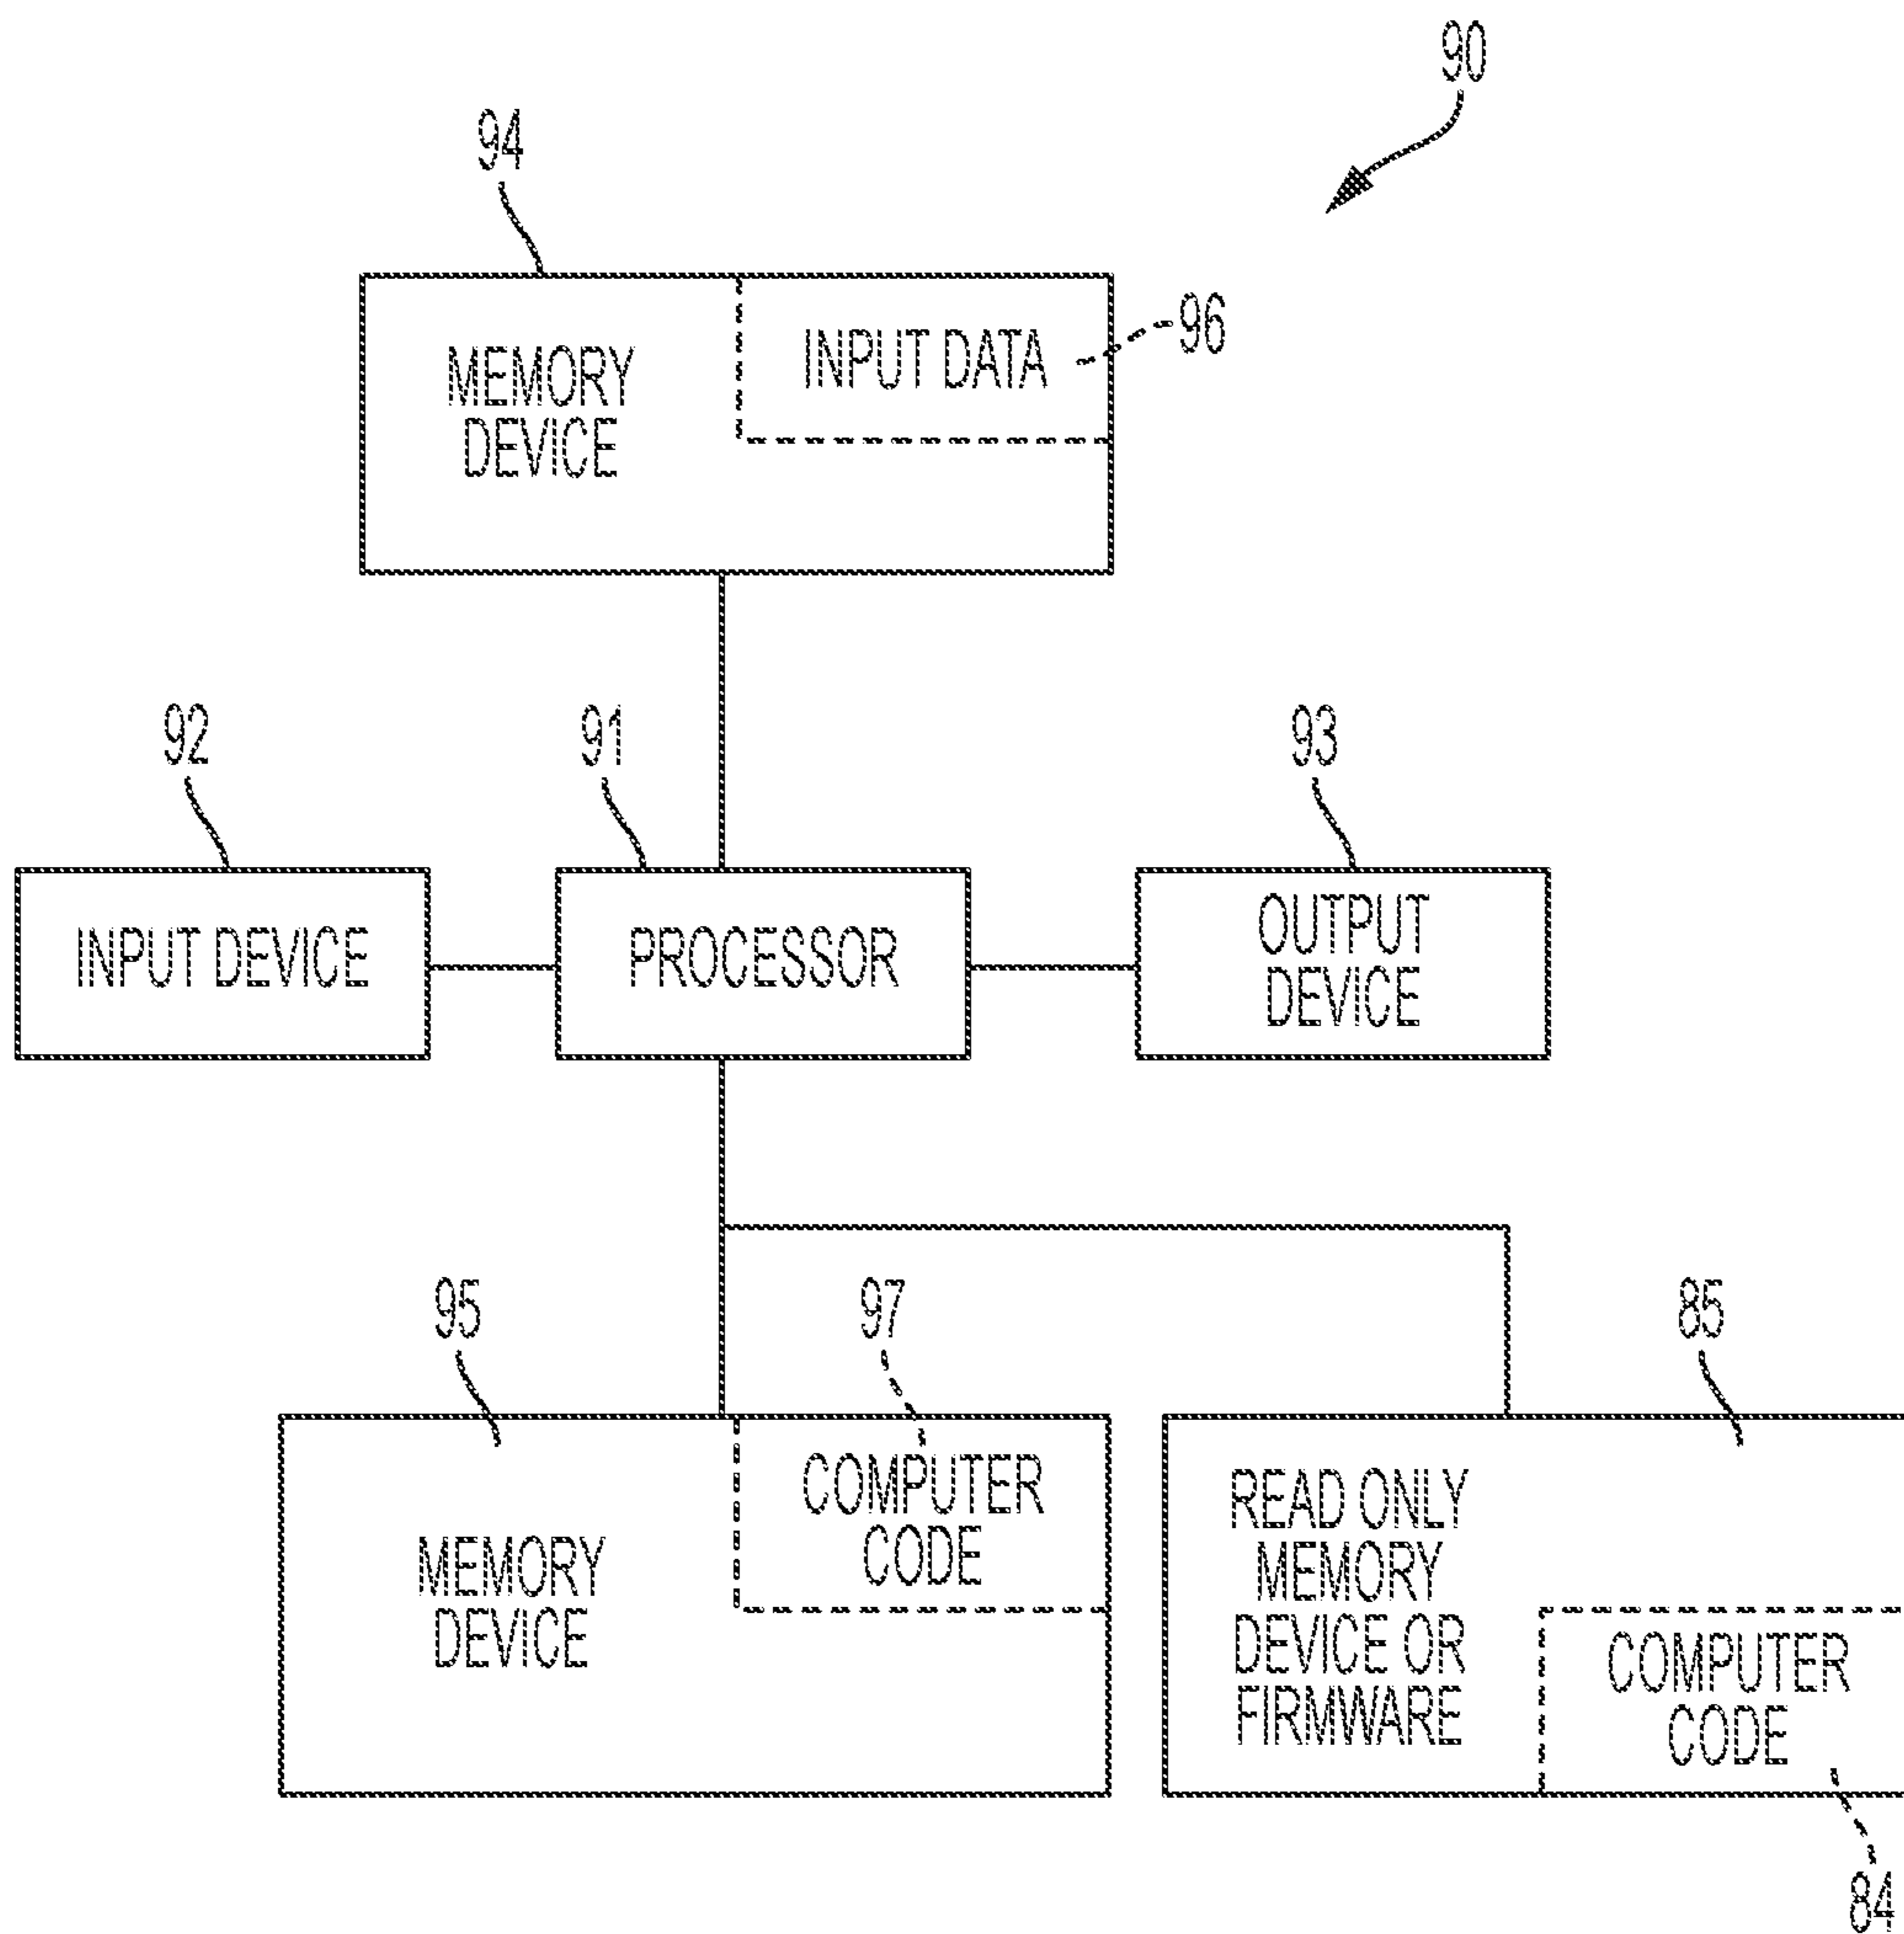 90
94
MEMORY
DEVICE
INPUT DATA
96
92
91
93
INPUT DEVICE
PROCESSOR
OUTPUT
DEVICE
95
97
85
MEMORY
DEVICE
COMPUTER
CODE
READ ONLY
MEMORY
DEVICE OR
FIRMWARE
COMPUTER
CODE
84